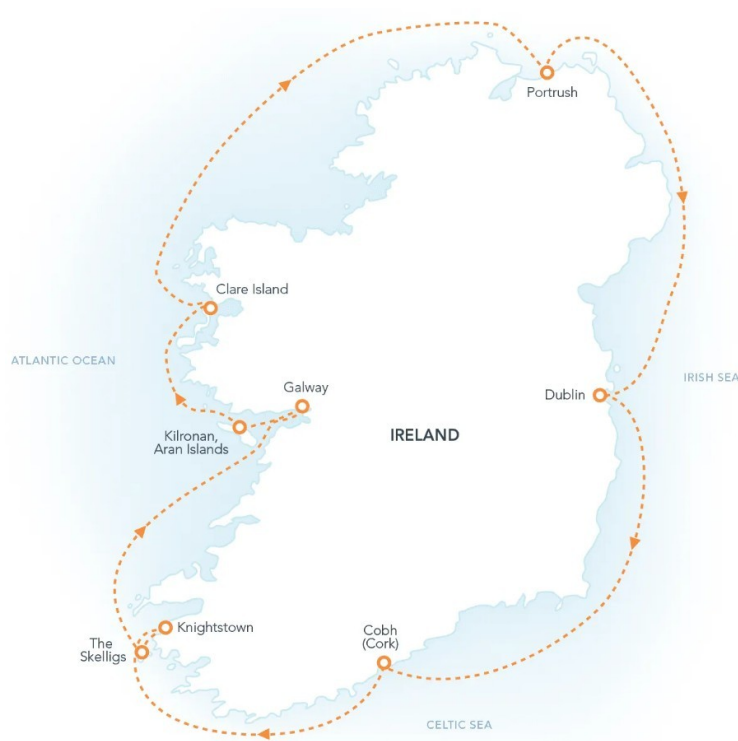 Portrush
Clare Island
ATLANTIC OCEAN
IRISH SEA
Galway
Dublin
Kilronan,
Aran Islands
IRELAND
Knightstown
The
Skelligs
Cobh
(Cork)
CELTIC SEA